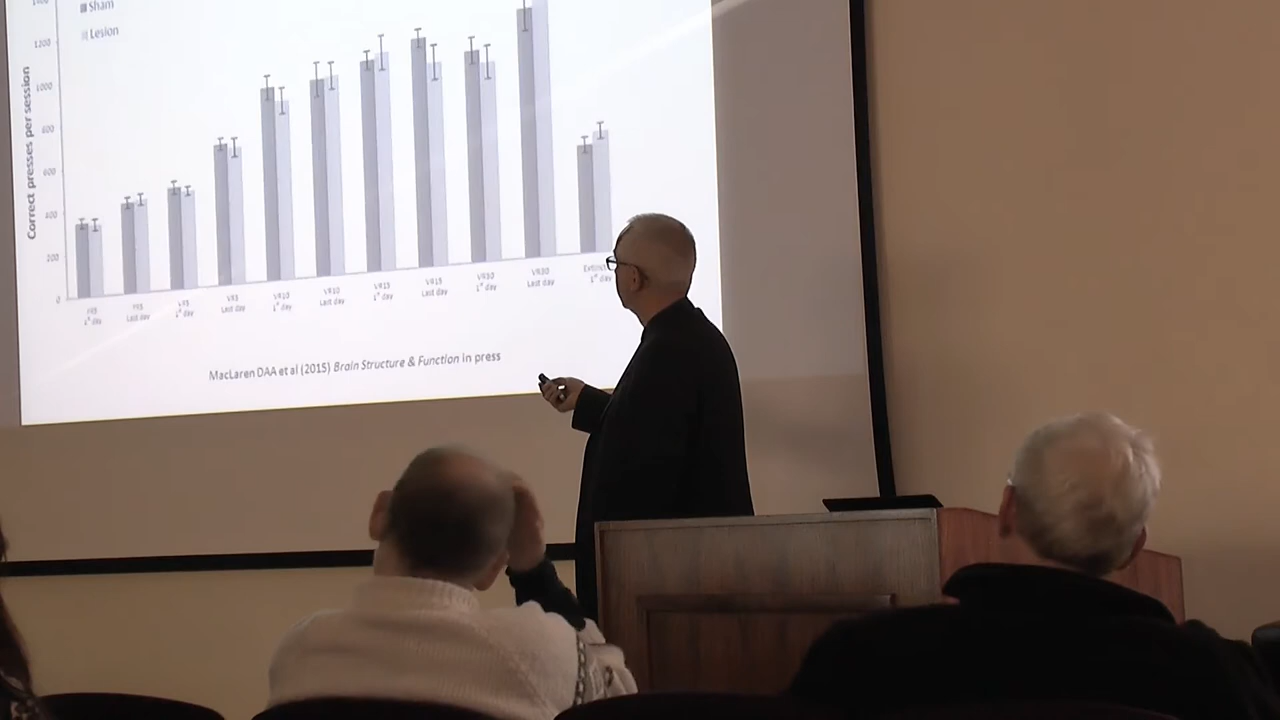 1400
Sham
Lesion
1200
1000
800
600
400
200
0
Correct presses per session
FR5 1st day
FR5 Last day
VR5 1st day
VR5 Last day
VR10 1st day
VR10 Last day
VR15 1st day
VR15 Last day
VR30 1st day
VR30 Last day
1st day
MacLaren DAA et al (2015) Brain Structure & Function in press